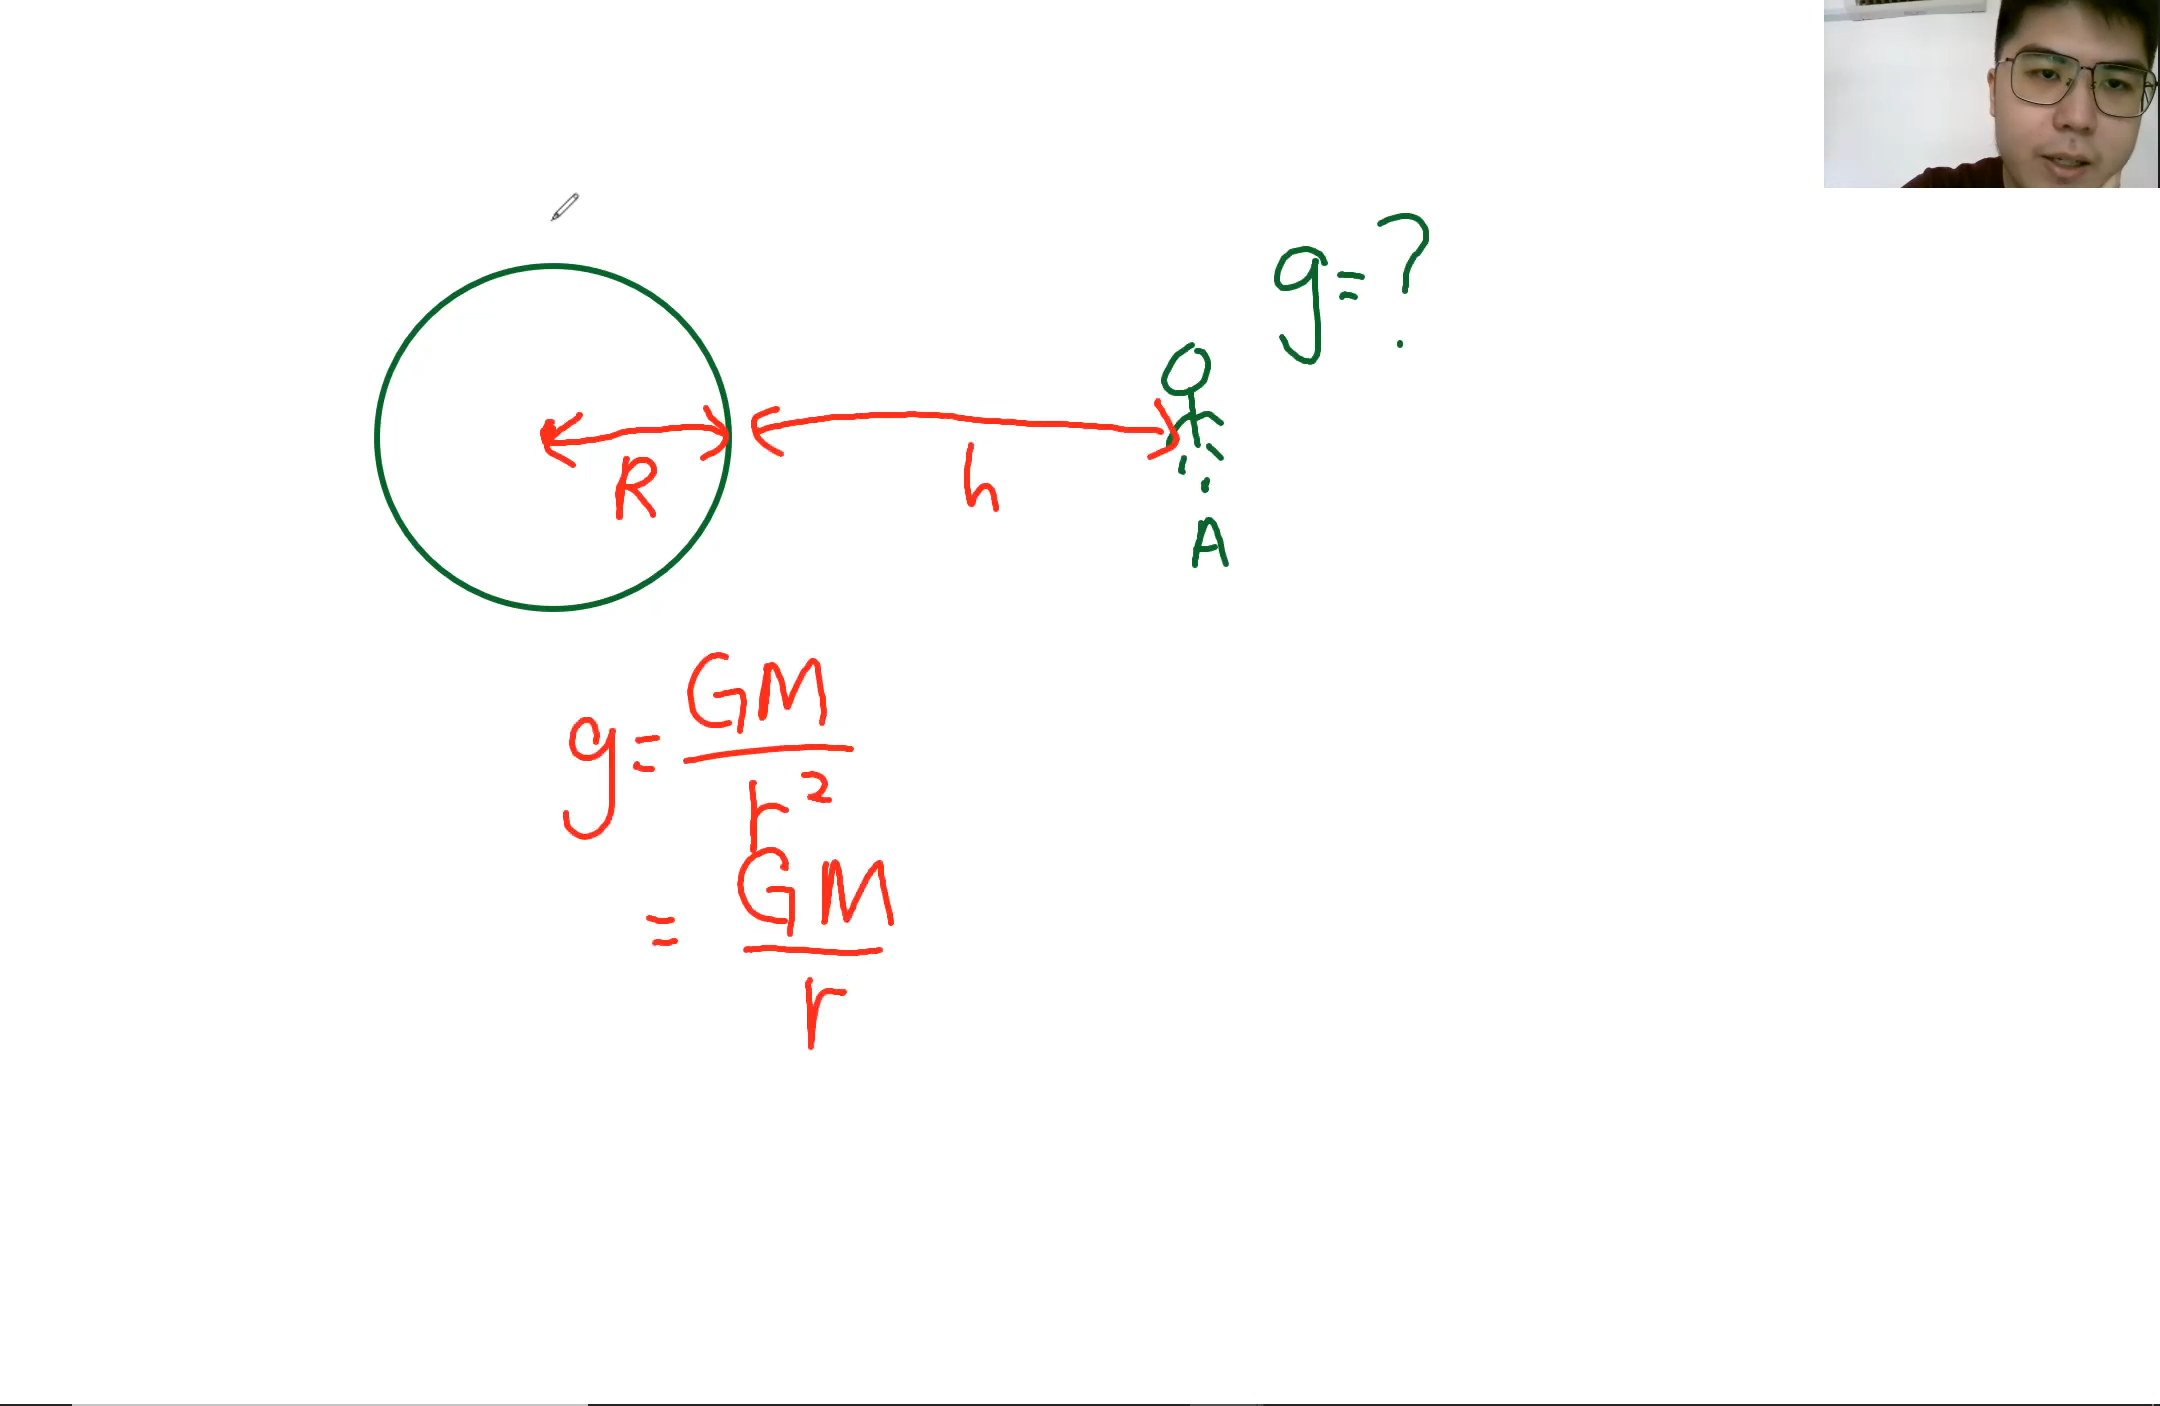 g=?
R
h
A
g = GM / r²
= GM / r